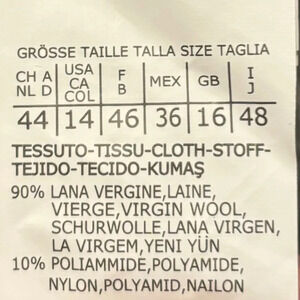 GRÖSSE TAILLE TALLA SIZE TAGLIA
CH A USA F MEX GB I
NL D CA B J
COL
44 14 46 36 16 48
TESSUTO-TISSU-CLOTH-STOFF-
TEJIDO-TECIDO-KUMAŞ
90% LANA VERGINE,LAINE,
VIERGE,VIRGIN WOOL,
SCHURWOLLE,LANA VIRGEN,
LA VIRGEM,YENI YÜN
10% POLIAMMIDE,POLYAMIDE,
NYLON,POLYAMID,NAILON